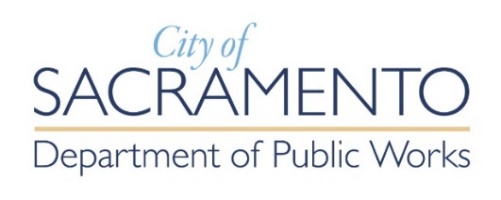 City of
SACRAMENTO
Department of Public Works